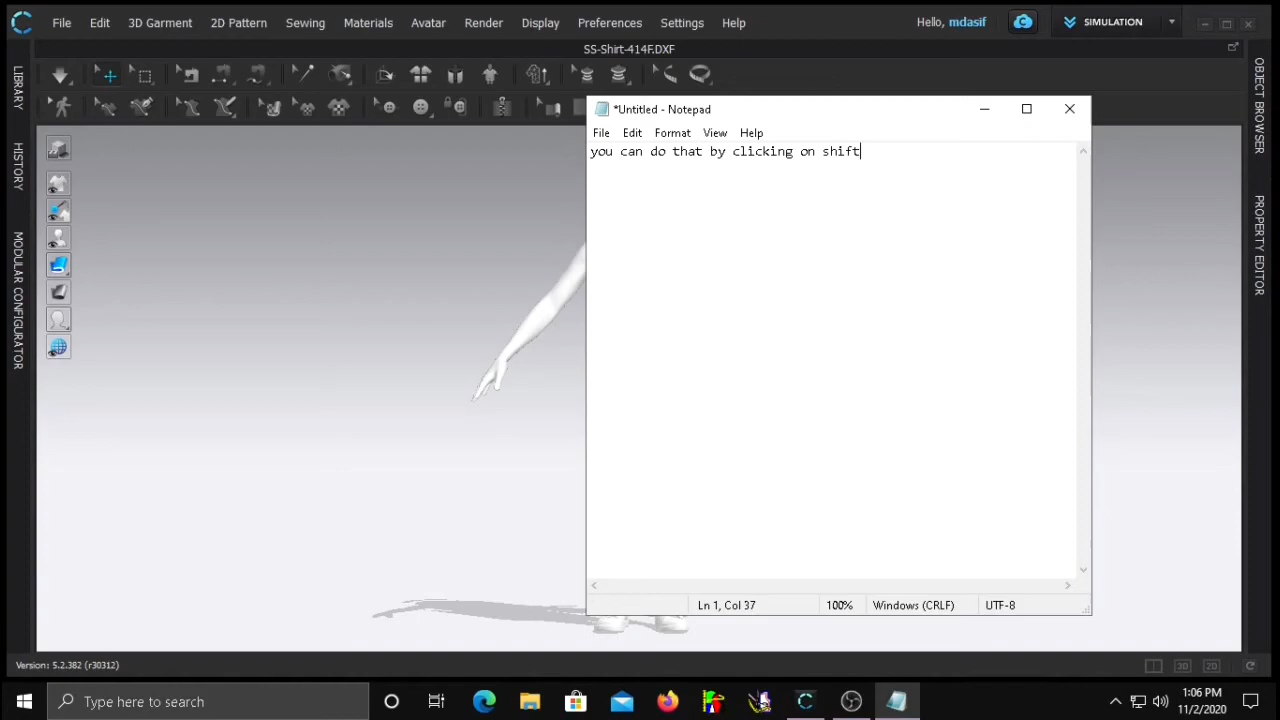 File Edit 3D Garment 2D Pattern Sewing Materials Avatar Render Display Preferences Settings Help Hello, mdasif SIMULATION
SS-Shirt-414F.DXF
LIBRARY
HISTORY
MODULAR CONFIGURATOR
OBJECT BROWSER
PROPERTY EDITOR
*Untitled - Notepad
File Edit Format View Help
you can do that by clicking on shift
Ln 1, Col 37 100% Windows (CRLF) UTF-8
Version: 5.2.382 (r30312) 3D 2D
Type here to search
1:06 PM
11/2/2020